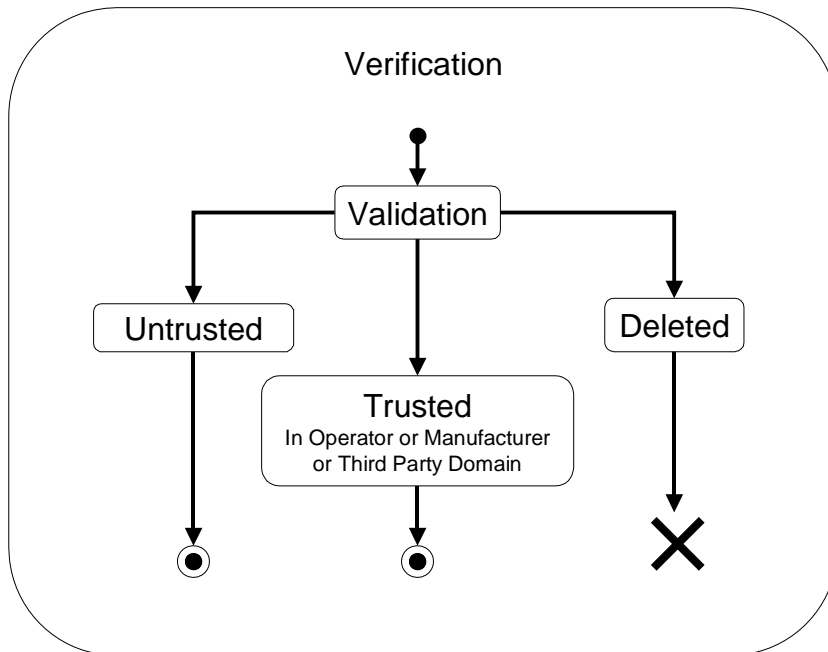 Verification
Validation
Untrusted
Deleted
Trusted
In Operator or Manufacturer
or Third Party Domain